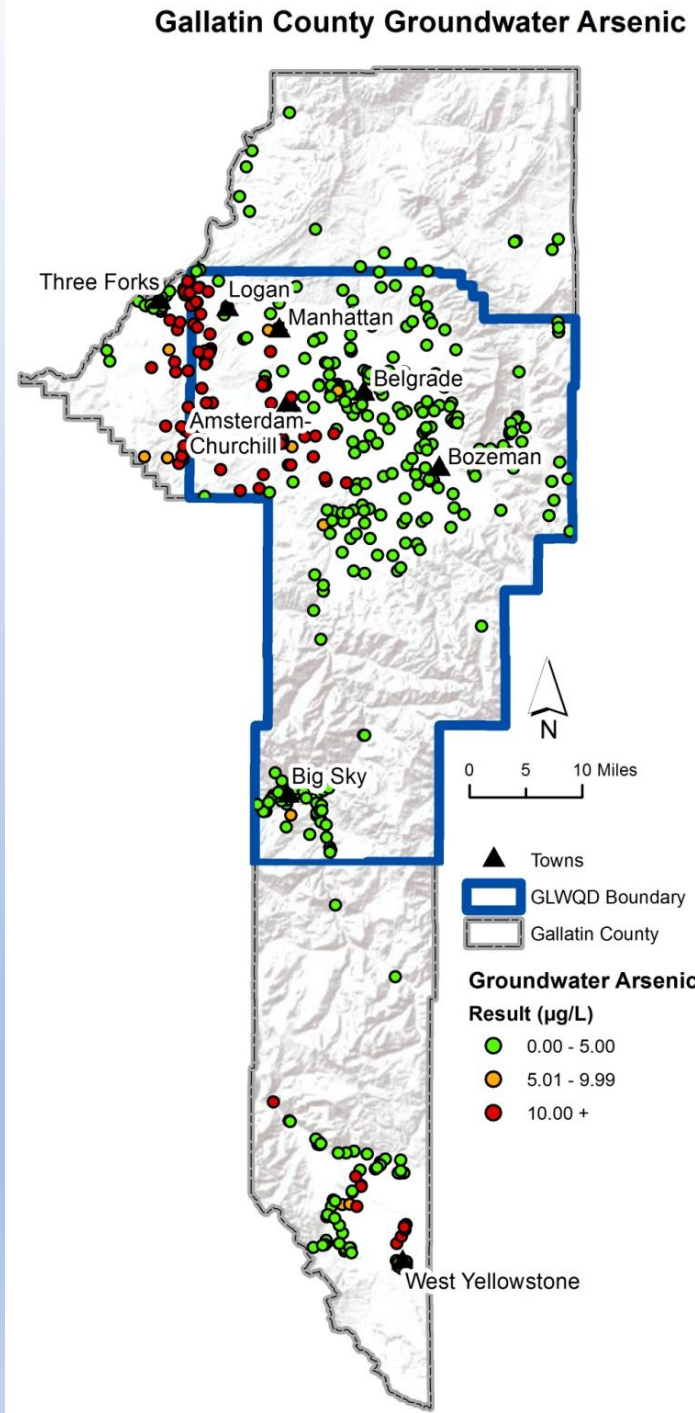 Gallatin County Groundwater Arsenic
Three Forks
Logan
Manhattan
Belgrade
Amsterdam-
Churchill
Bozeman
N
Big Sky
0 5 10 Miles
Towns
GLWQD Boundary
Gallatin County
Groundwater Arsenic
Result (µg/L)
0.00 - 5.00
5.01 - 9.99
10.00 +
West Yellowstone